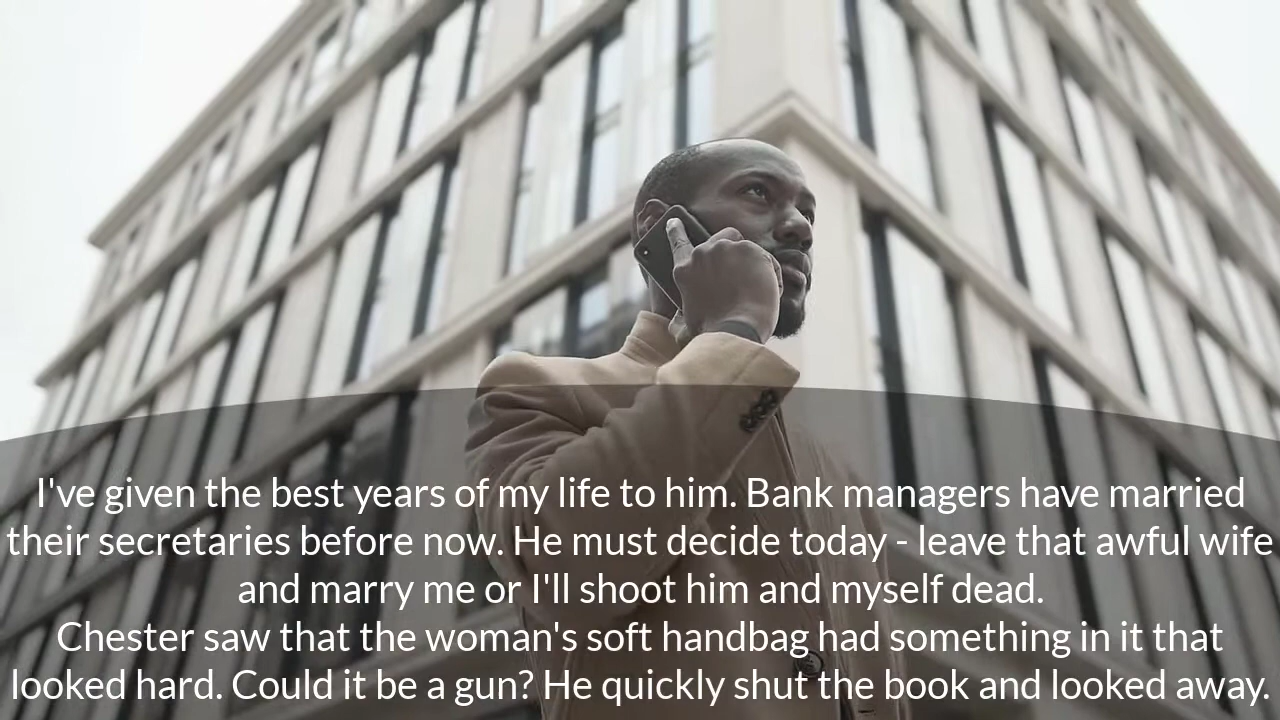 I've given the best years of my life to him. Bank managers have married
their secretaries before now. He must decide today - leave that awful wife
and marry me or I'll shoot him and myself dead.
Chester saw that the woman's soft handbag had something in it that
looked hard. Could it be a gun? He quickly shut the book and looked away.